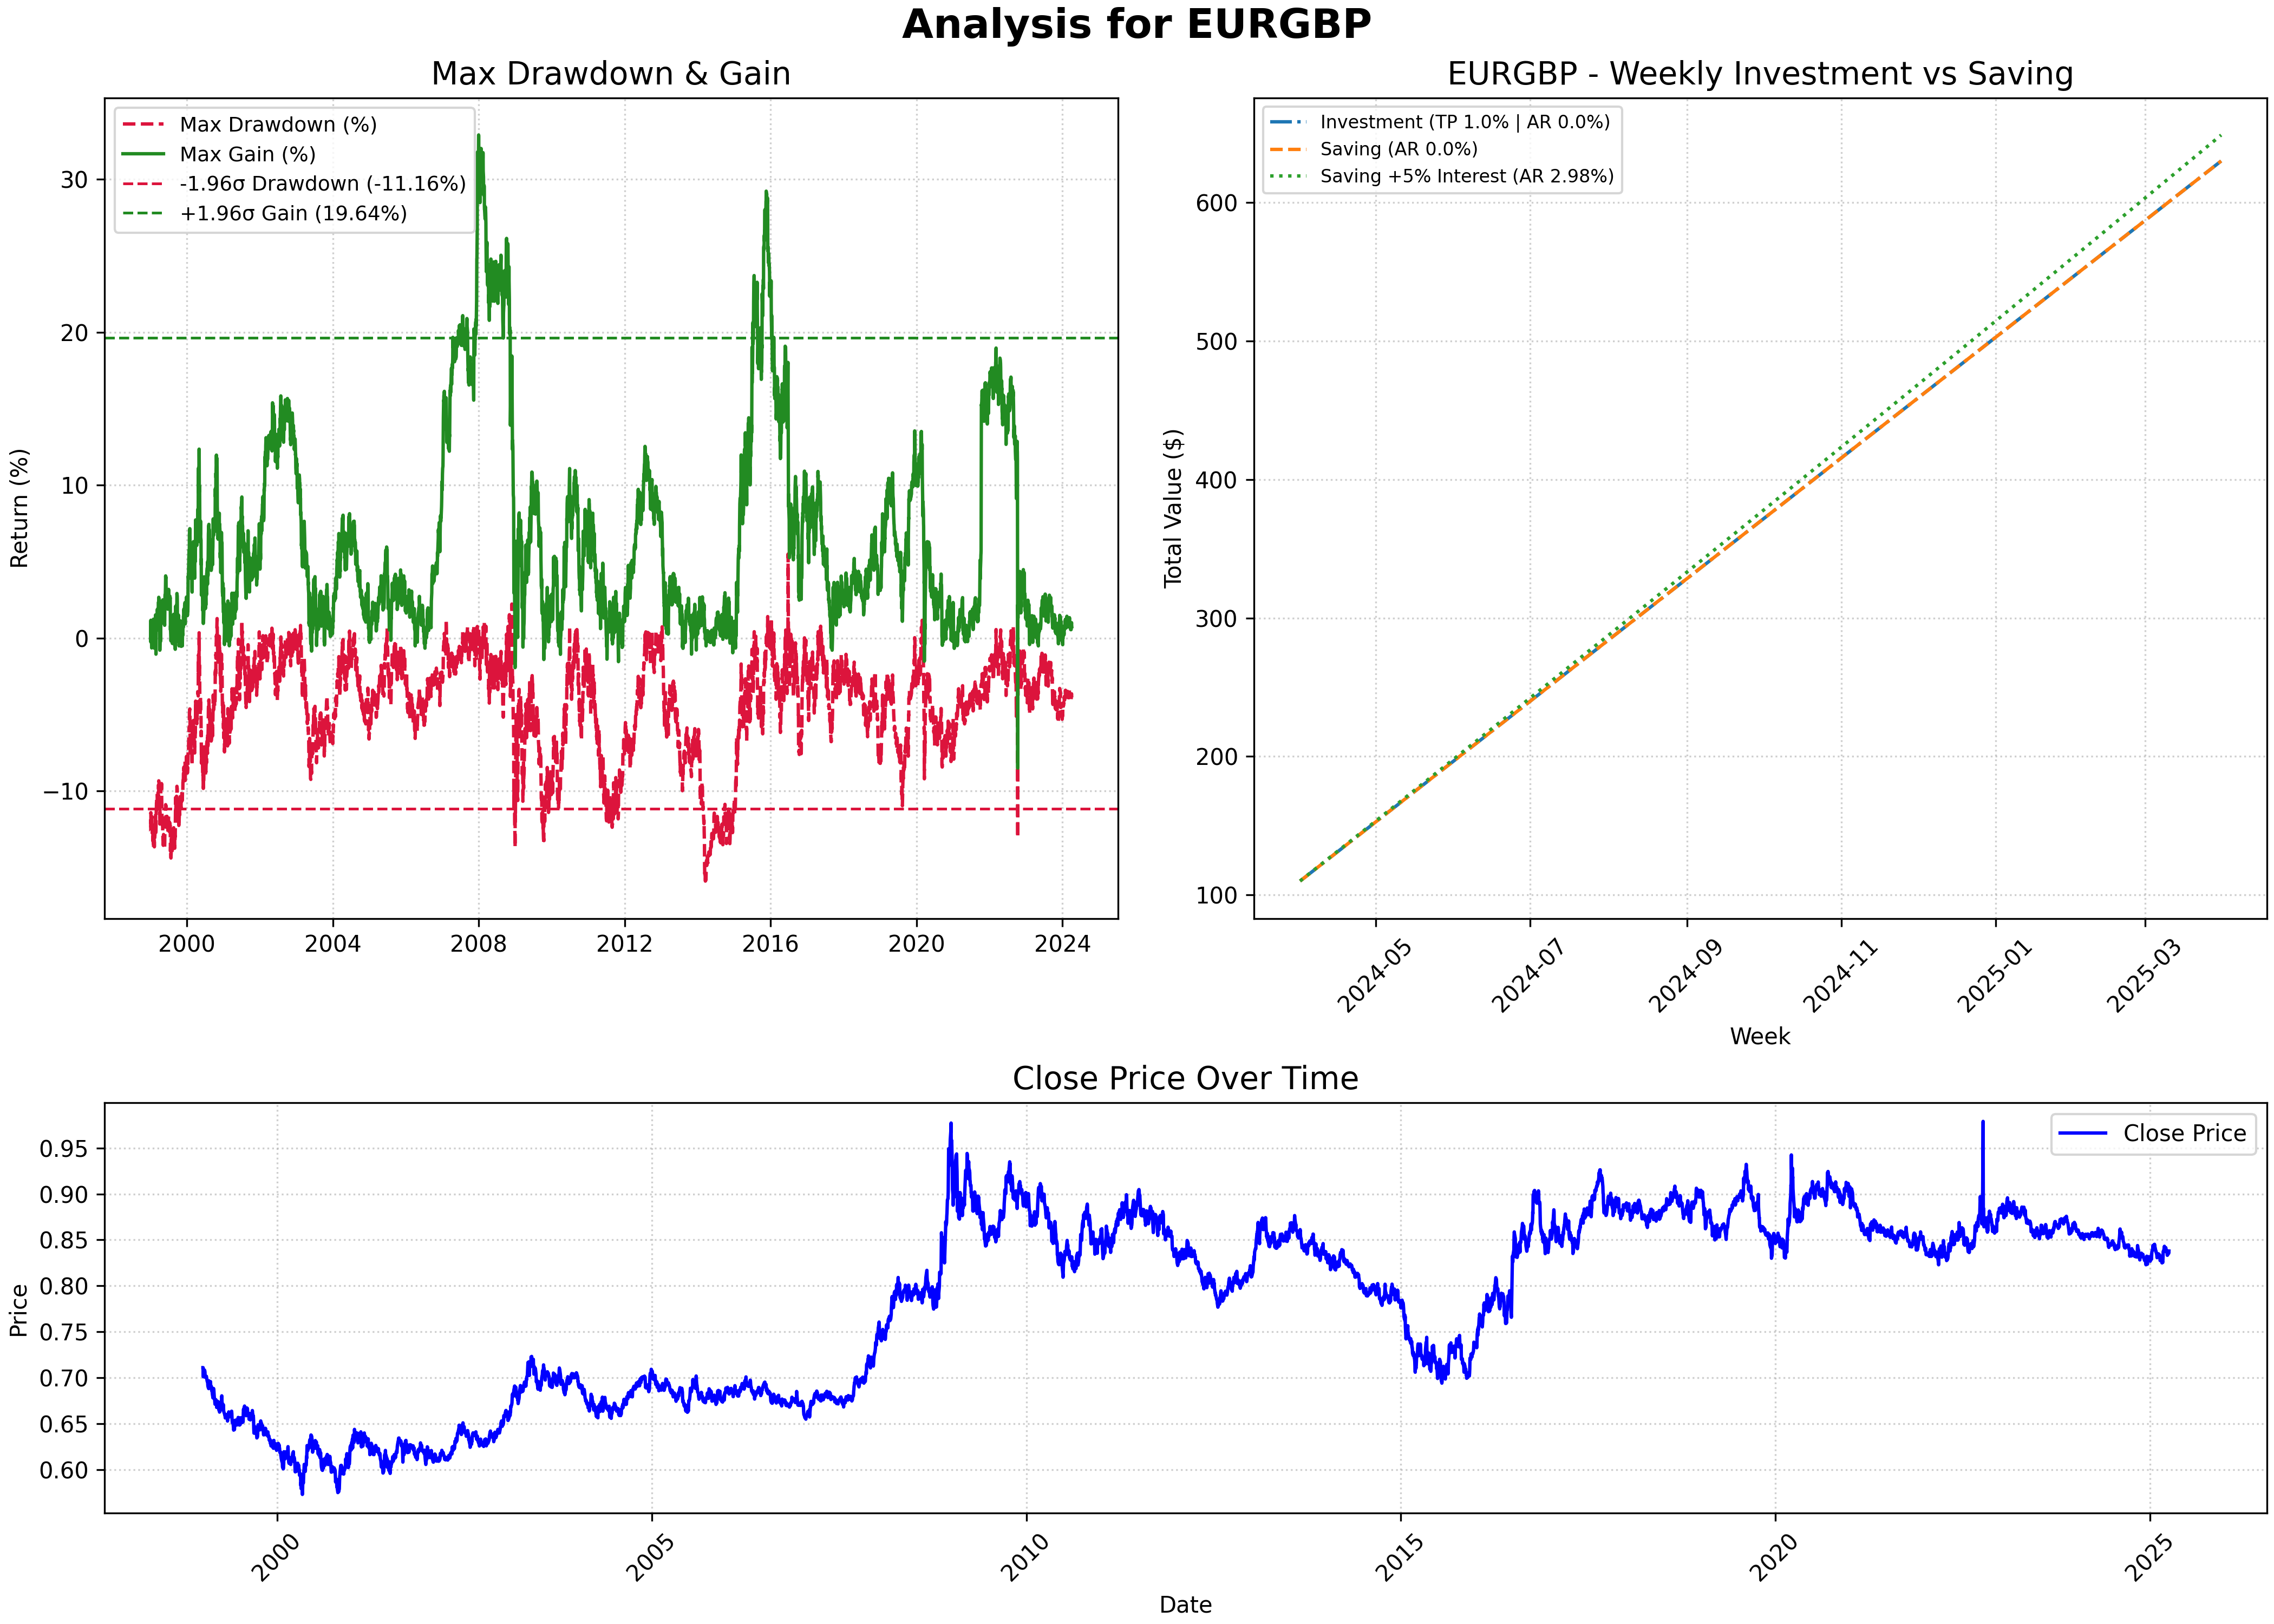 Analysis for EURGBP
Max Drawdown & Gain
Max Drawdown (%)
Max Gain (%)
-1.96σ Drawdown (-11.16%)
+1.96σ Gain (19.64%)
Return (%)
30
20
10
0
−10
2000 2004 2008 2012 2016 2020 2024
EURGBP - Weekly Investment vs Saving
Investment (TP 1.0% | AR 0.0%)
Saving (AR 0.0%)
Saving +5% Interest (AR 2.98%)
Total Value ($)
600
500
400
300
200
100
2024-05 2024-07 2024-09 2024-11 2025-01 2025-03
Week
Close Price Over Time
Close Price
Price
0.95
0.90
0.85
0.80
0.75
0.70
0.65
0.60
2000 2005 2010 2015 2020 2025
Date